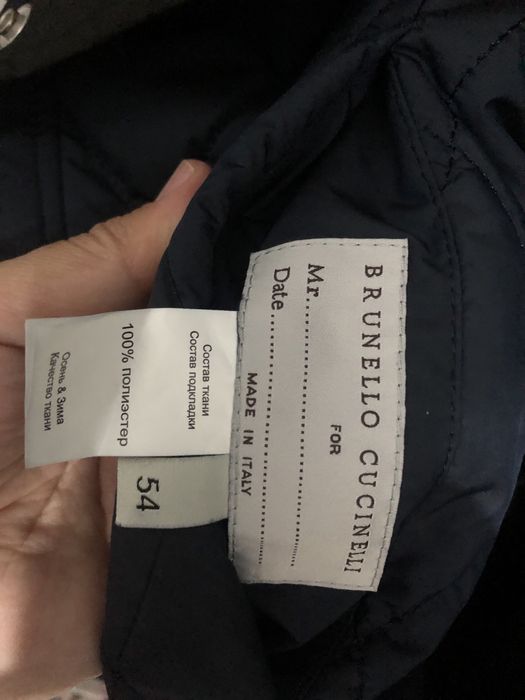 BRUNELLO CUCINELLI
FOR
Mr.
Date
MADE IN ITALY
Состав ткани
Состав подкладки
100% полиэстер
Осень & Зима
Качество ткани
54